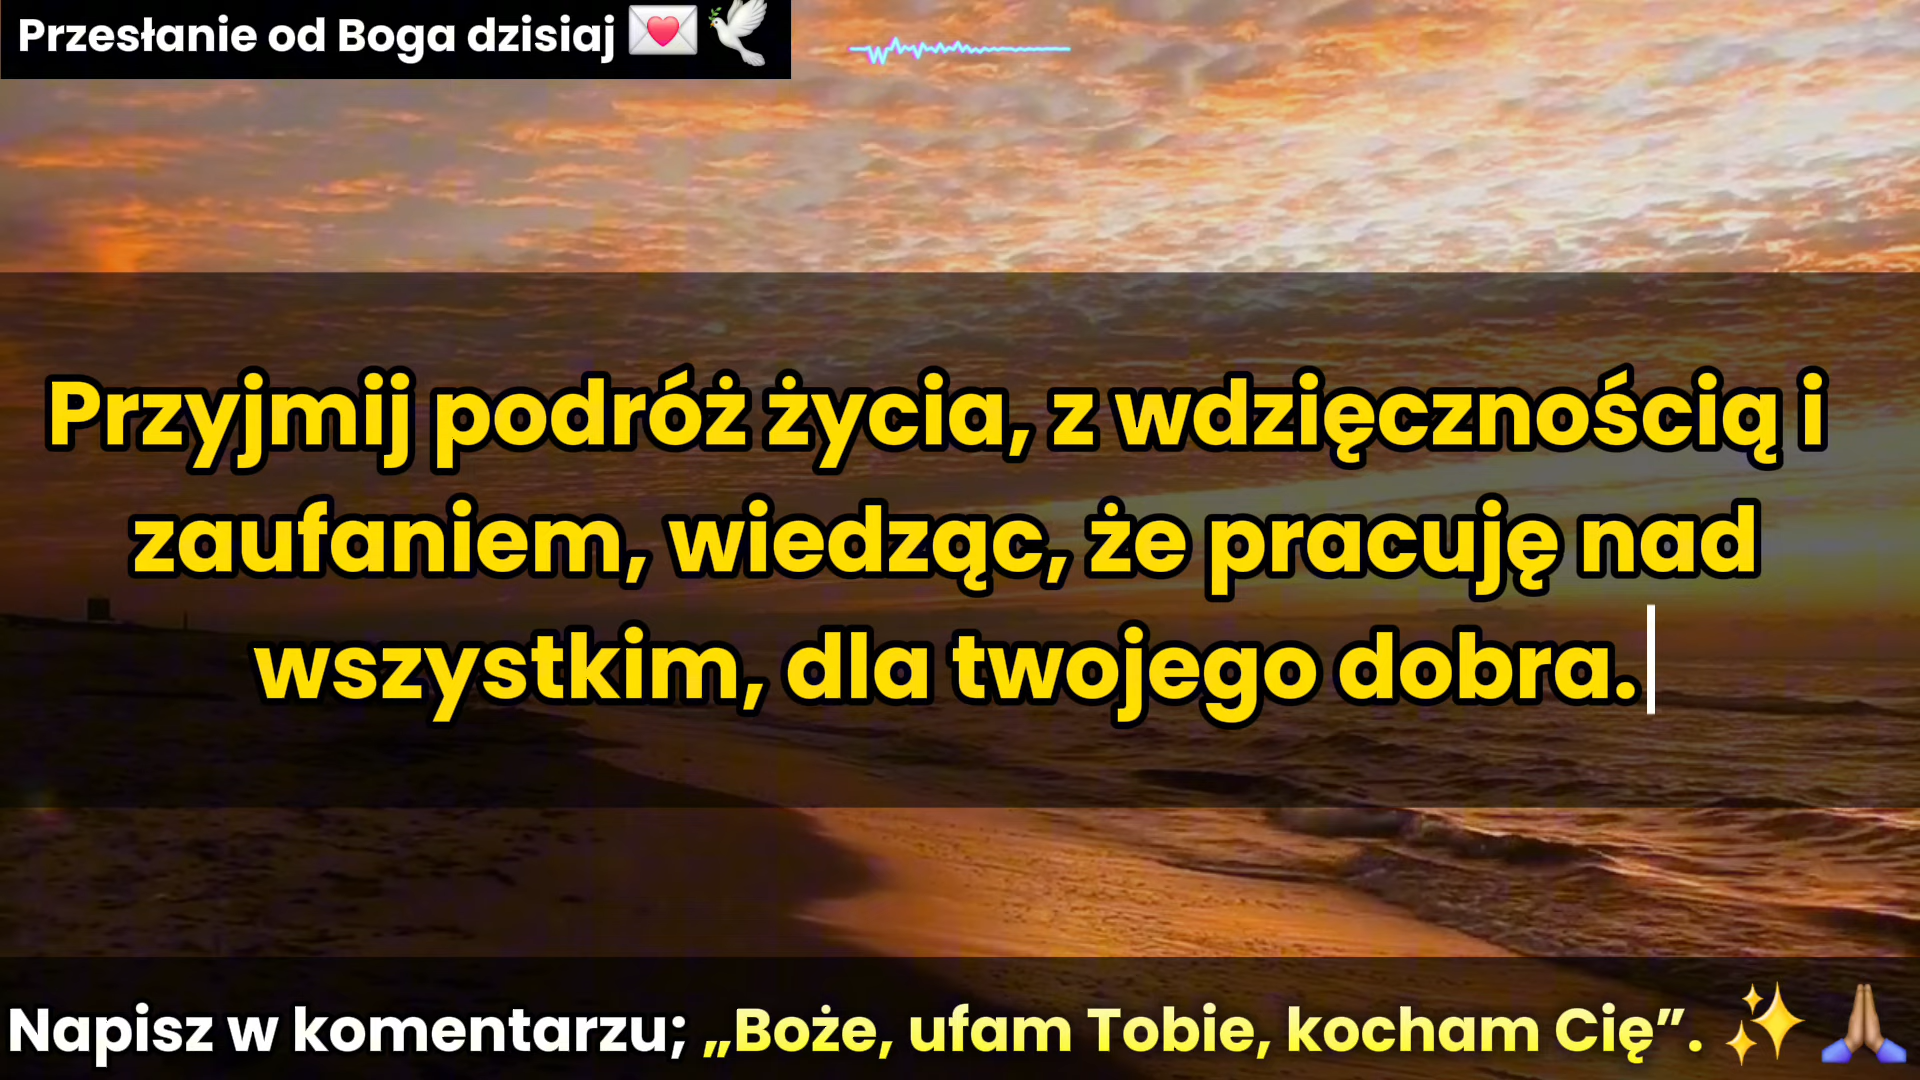 Przesłanie od Boga dzisiaj 💌🕊️
Przyjmij podróż życia, z wdzięcznością i
zaufaniem, wiedząc, że pracuję nad
wszystkim, dla twojego dobra.
Napisz w komentarzu; „Boże, ufam Tobie, kocham Cię”. ✨🙏🏽